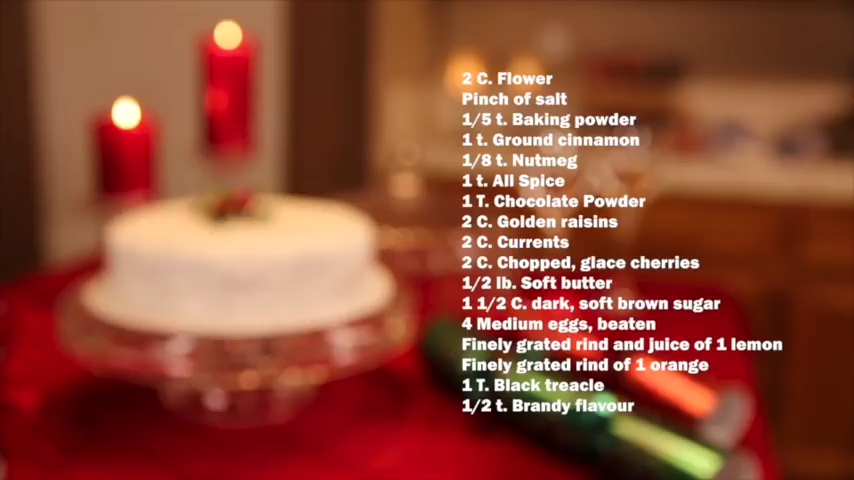 2 C. Flower
Pinch of salt
1/5 t. Baking powder
1 t. Ground cinnamon
1/8 t. Nutmeg
1 t. All Spice
1 T. Chocolate Powder
2 C. Golden raisins
2 C. Currents
2 C. Chopped, glace cherries
1/2 lb. Soft butter
1 1/2 C. dark, soft brown sugar
4 Medium eggs, beaten
Finely grated rind and juice of 1 lemon
Finely grated rind of 1 orange
1 T. Black treacle
1/2 t. Brandy flavour